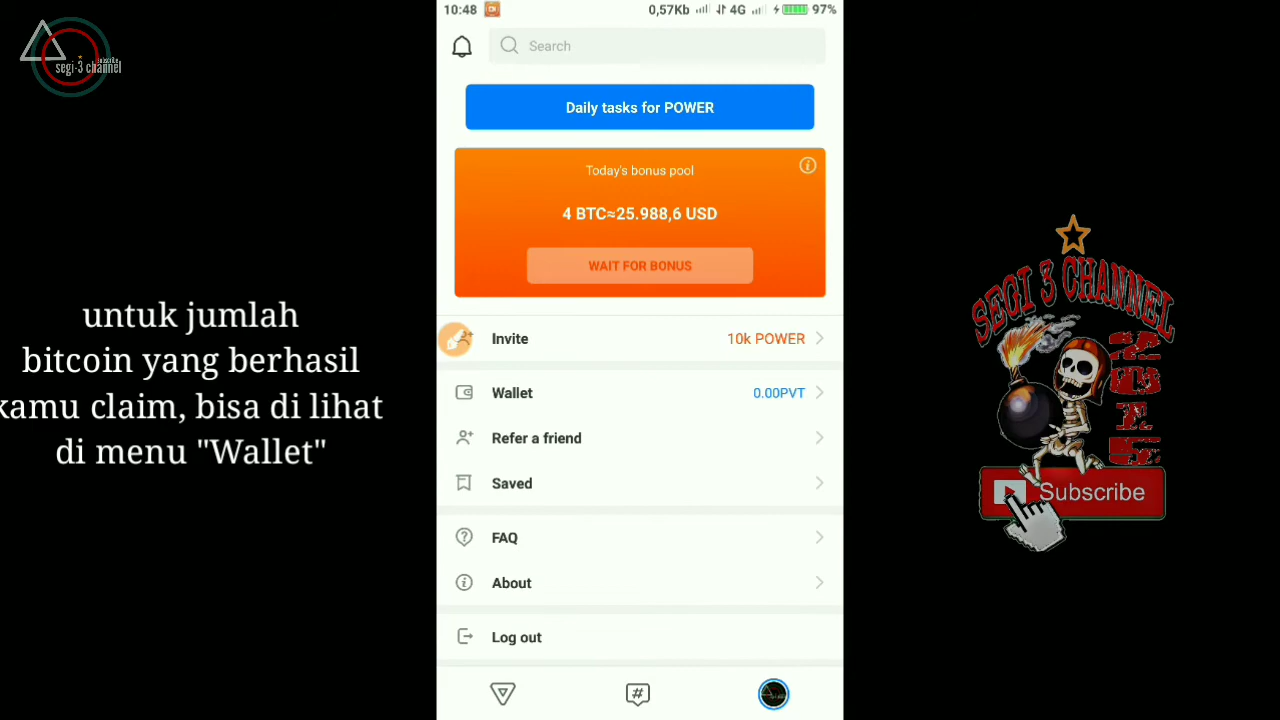 10:48
0,57Kb 4G 97%
Search
segi-3 channel
subscribe
Daily tasks for POWER
Today's bonus pool
4 BTC≈25.988,6 USD
WAIT FOR BONUS
untuk jumlah
bitcoin yang berhasil
kamu claim, bisa di lihat
di menu "Wallet"
Invite 10k POWER
Wallet 0.00PVT
Refer a friend
Saved
FAQ
About
Log out
SEGI 3 CHANNEL
Subscribe